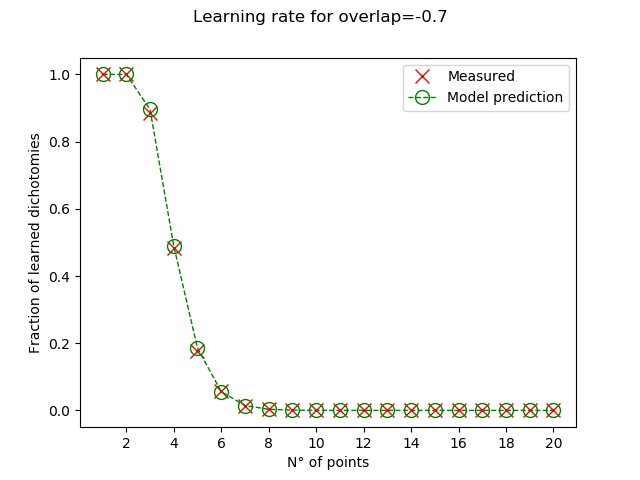 Learning rate for overlap=-0.7
Measured
Model prediction
Fraction of learned dichotomies
1.0
0.8
0.6
0.4
0.2
0.0
2 4 6 8 10 12 14 16 18 20
N° of points